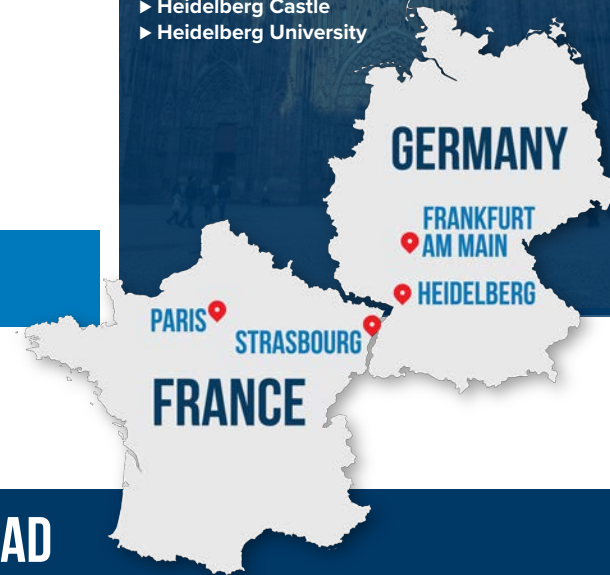 ▶ Heidelberg Castle
▶ Heidelberg University
GERMANY
FRANKFURT
AM MAIN
HEIDELBERG
PARIS
STRASBOURG
FRANCE
AD